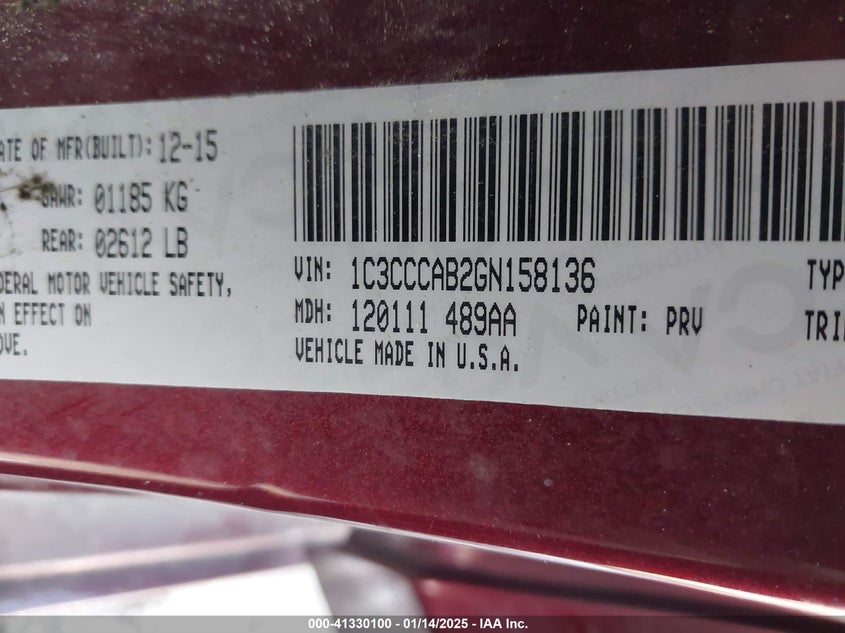 ATE OF MFR(BUILT): 12-15
GAWR: 01185 KG
REAR: 02612 LB
DERAL MOTOR VEHICLE SAFETY,
N EFFECT ON
OVE.
VIN: 1C3CCCAB2GN158136
TYP
MDH: 120111 489AA
PAINT: PRV
TRI
VEHICLE MADE IN U.S.A.
000-41330100 - 01/14/2025 - IAA Inc.